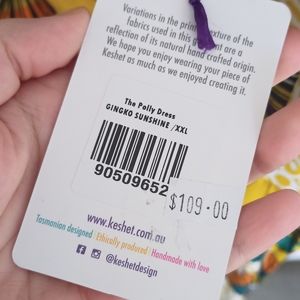 Variations in the print & texture of the
fabrics used in this garment are a
reflection of its natural hand crafted origin.
We hope you enjoy wearing your piece of
Keshet as much as we enjoyed creating it.
The Polly Dress
GINGKO SUNSHINE /XXL
90509652
$109.00
www.keshet.com.au
Tasmanian designed | Ethically produced | Handmade with love
@keshetdesign